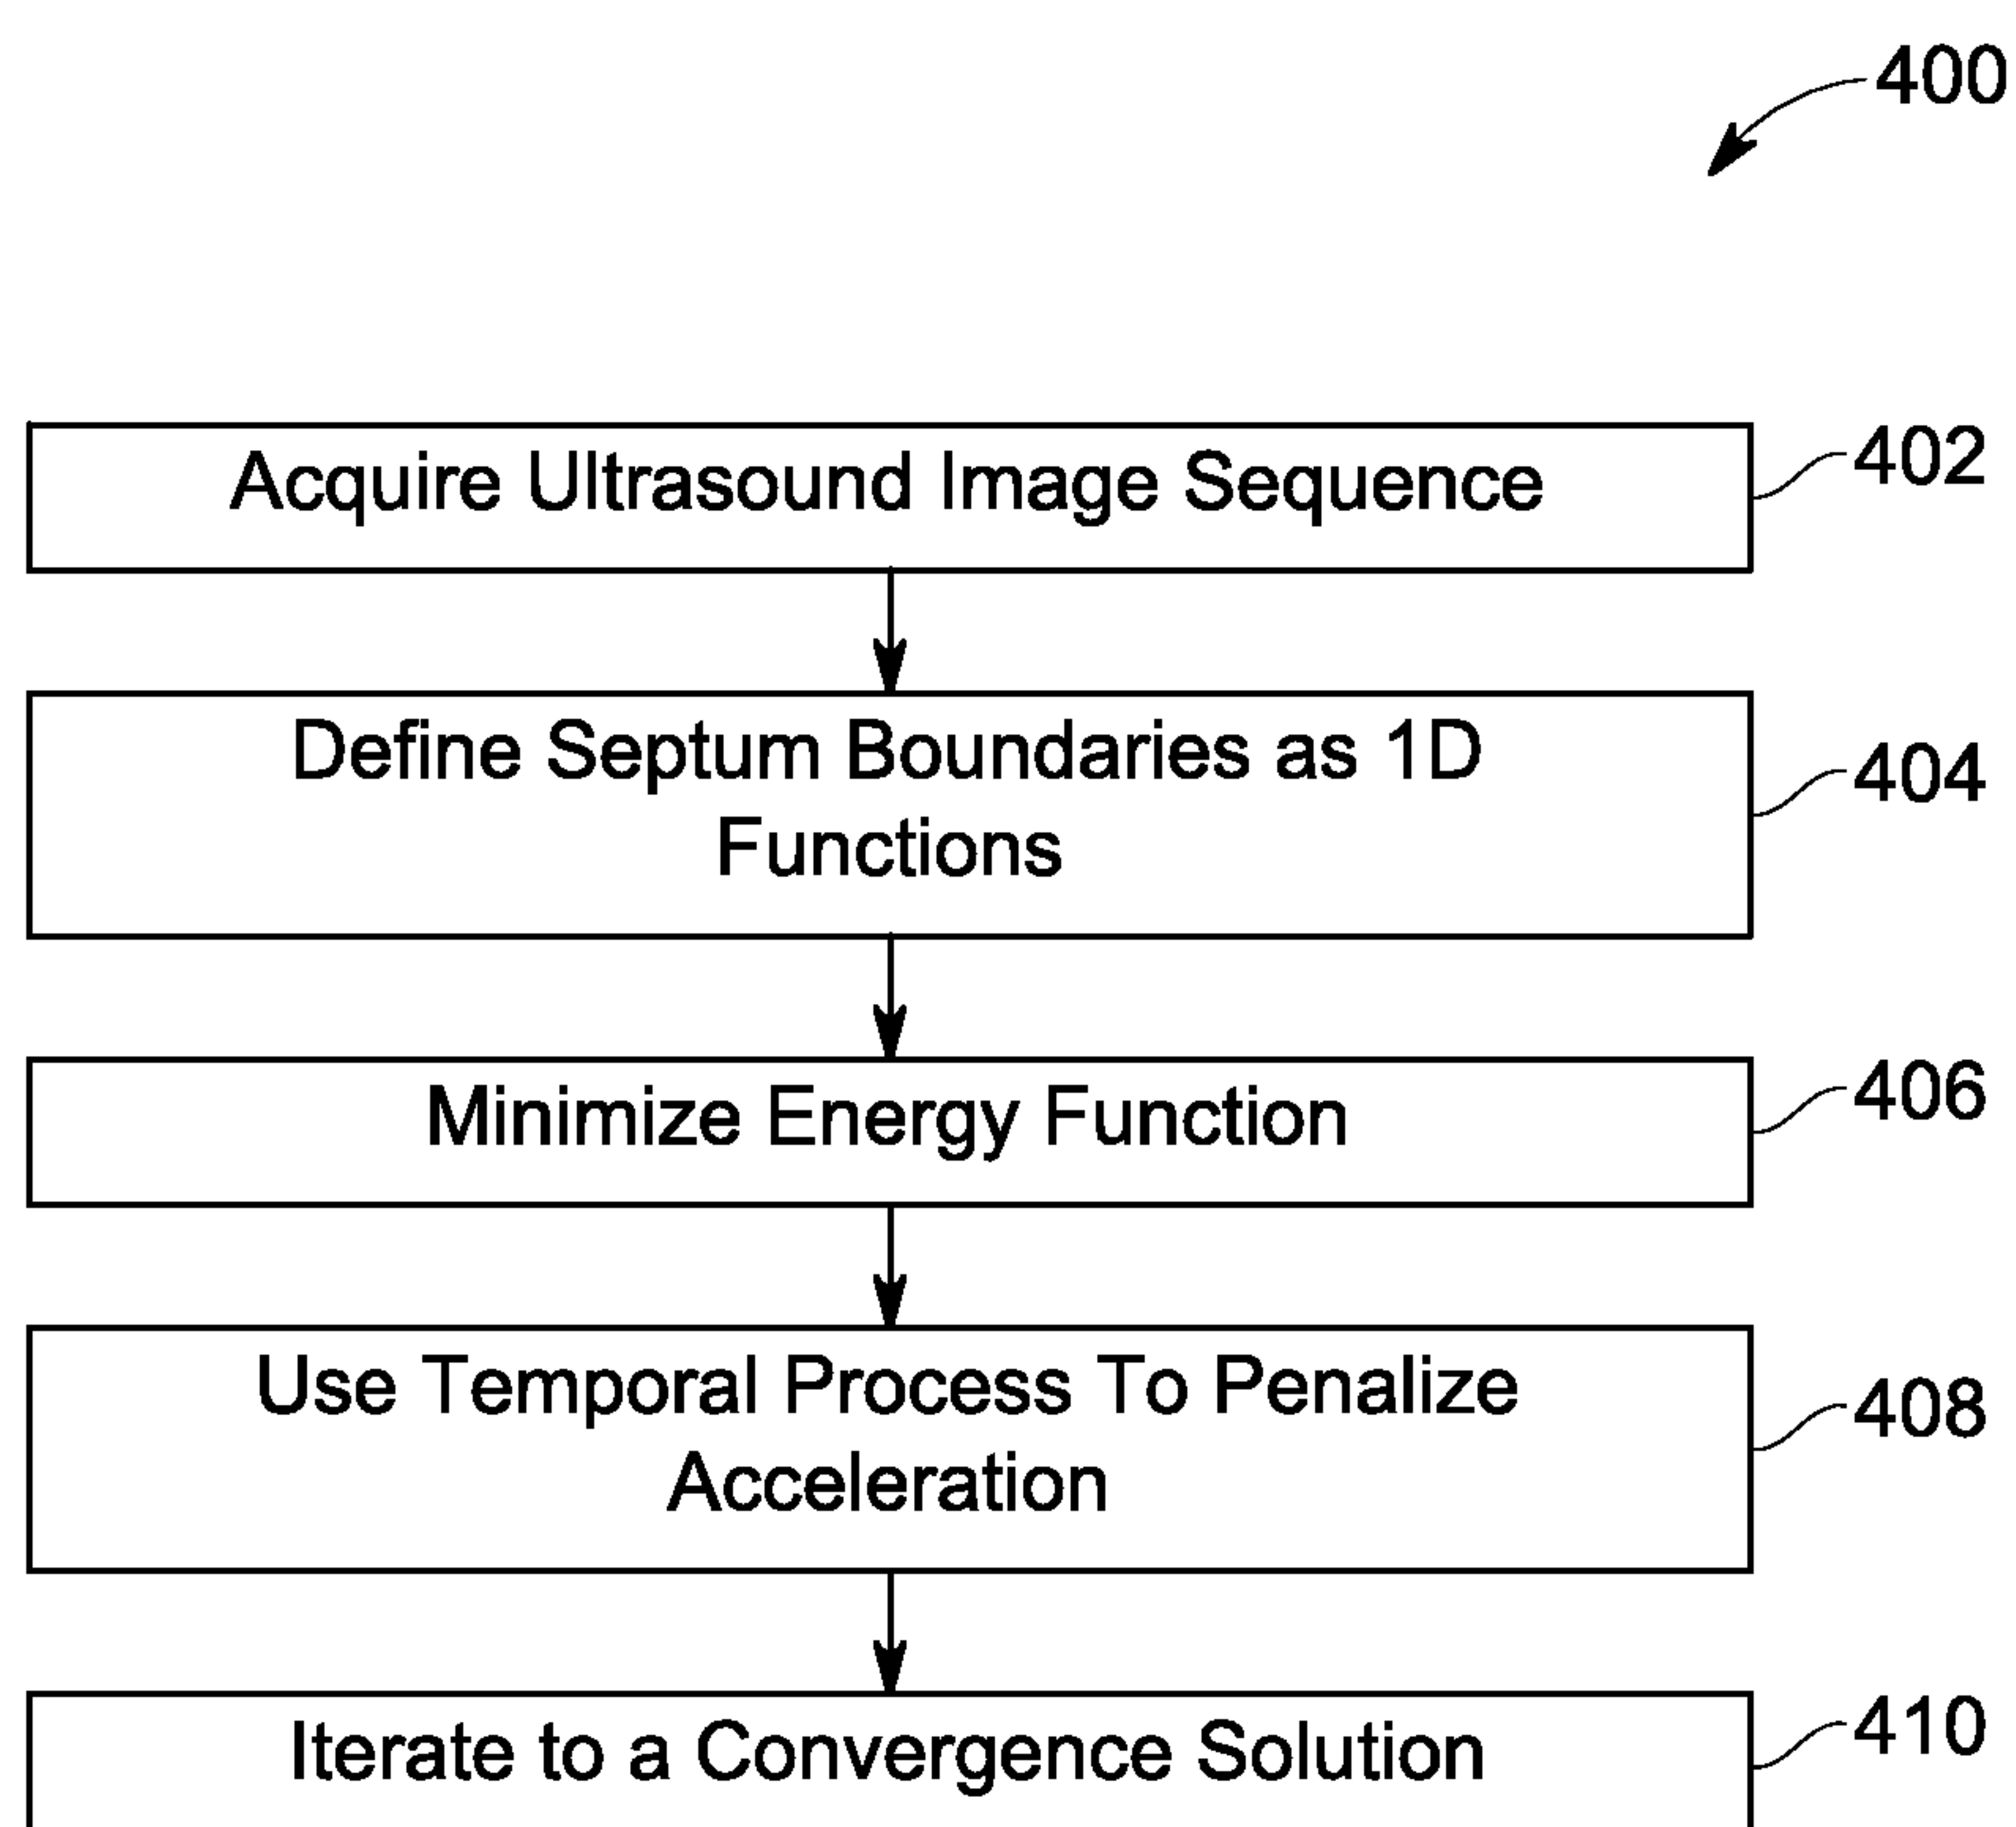 400
Acquire Ultrasound Image Sequence
402
Define Septum Boundaries as 1D
Functions
404
Minimize Energy Function
406
Use Temporal Process To Penalize
Acceleration
408
Iterate to a Convergence Solution
410